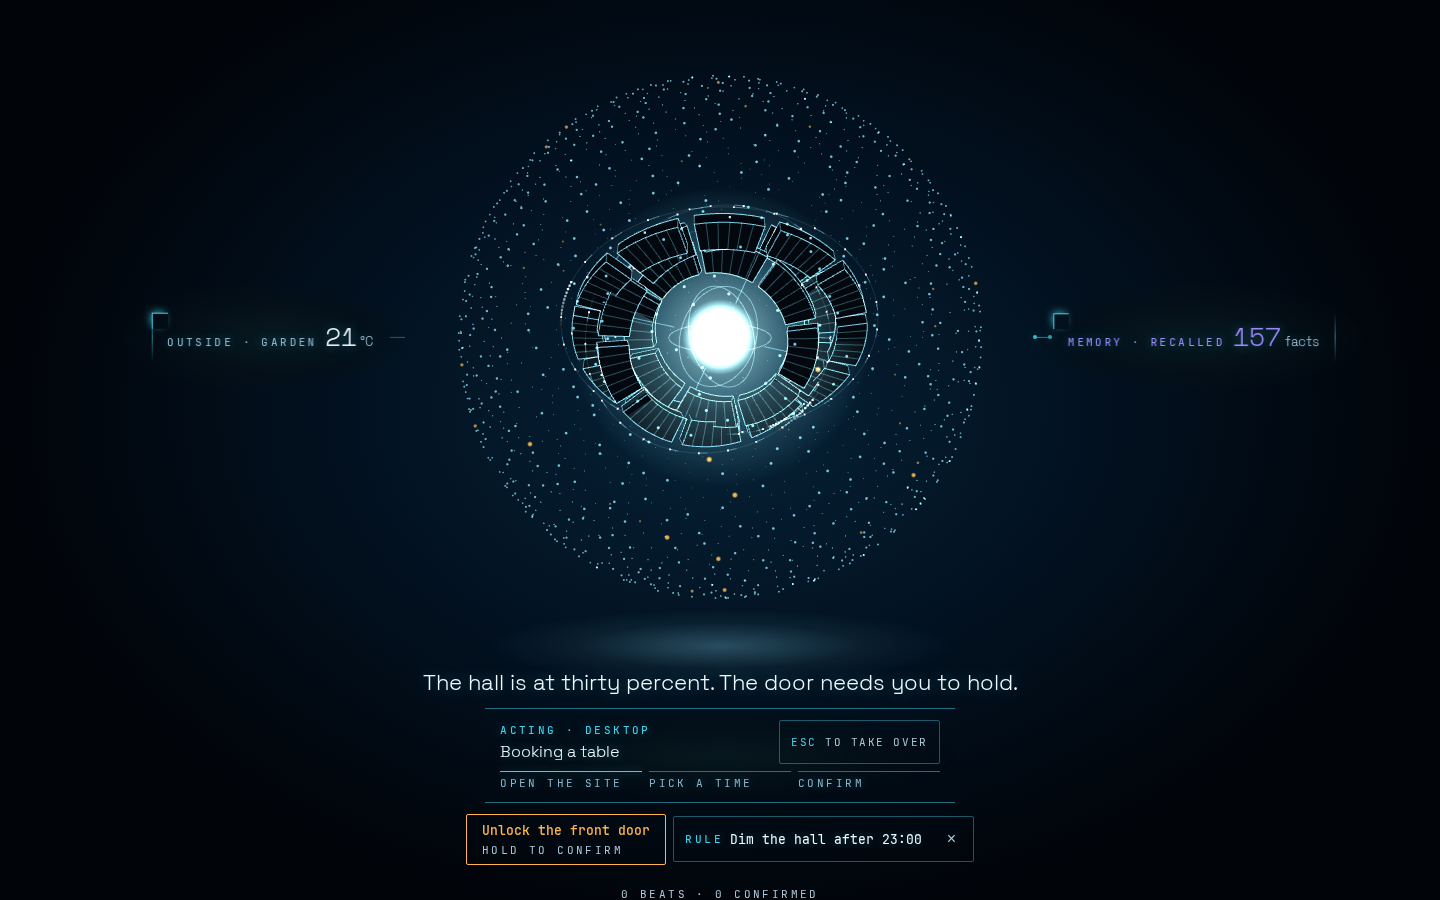 OUTSIDE · GARDEN 21 °C
MEMORY · RECALLED 157 facts
The hall is at thirty percent. The door needs you to hold.
ACTING · DESKTOP
Booking a table
ESC TO TAKE OVER
OPEN THE SITE PICK A TIME CONFIRM
Unlock the front door
HOLD TO CONFIRM
RULE Dim the hall after 23:00 ×
0 BEATS · 0 CONFIRMED